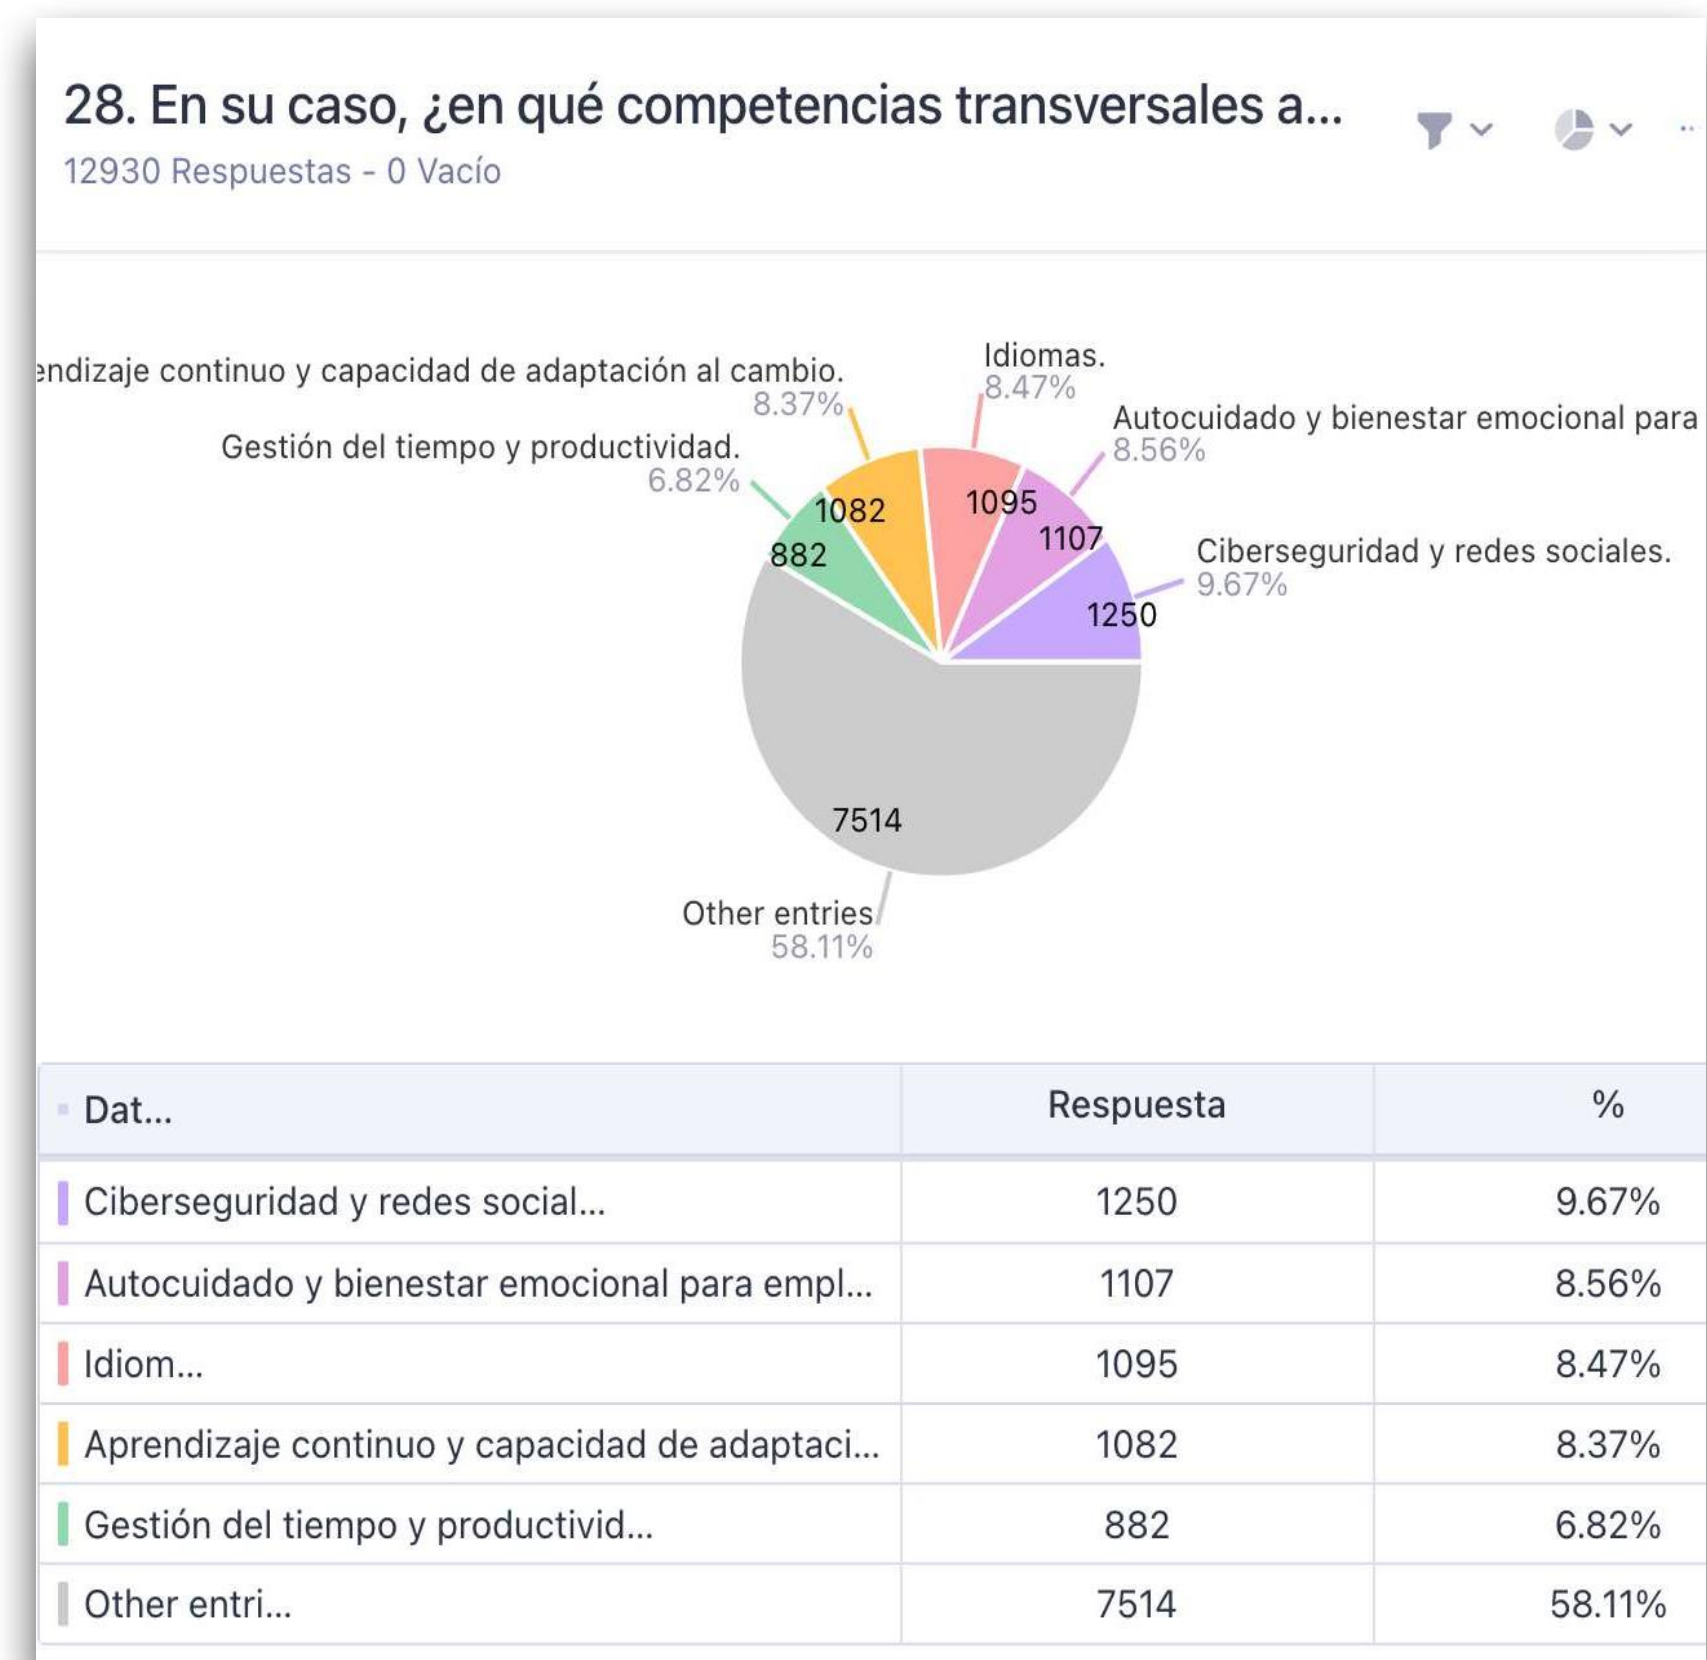 28. En su caso, ¿en qué competencias transversales a...
12930 Respuestas - 0 Vacío
endizaje continuo y capacidad de adaptación al cambio.
8.37%
Idiomas.
8.47%
Autocuidado y bienestar emocional para
8.56%
Gestión del tiempo y productividad.
6.82%
Ciberseguridad y redes sociales.
9.67%
1082
1095
1107
882
1250
7514
Other entries
58.11%
Dat... Respuesta %
Ciberseguridad y redes social... 1250 9.67%
Autocuidado y bienestar emocional para empl... 1107 8.56%
Idiom... 1095 8.47%
Aprendizaje continuo y capacidad de adaptaci... 1082 8.37%
Gestión del tiempo y productivid... 882 6.82%
Other entri... 7514 58.11%